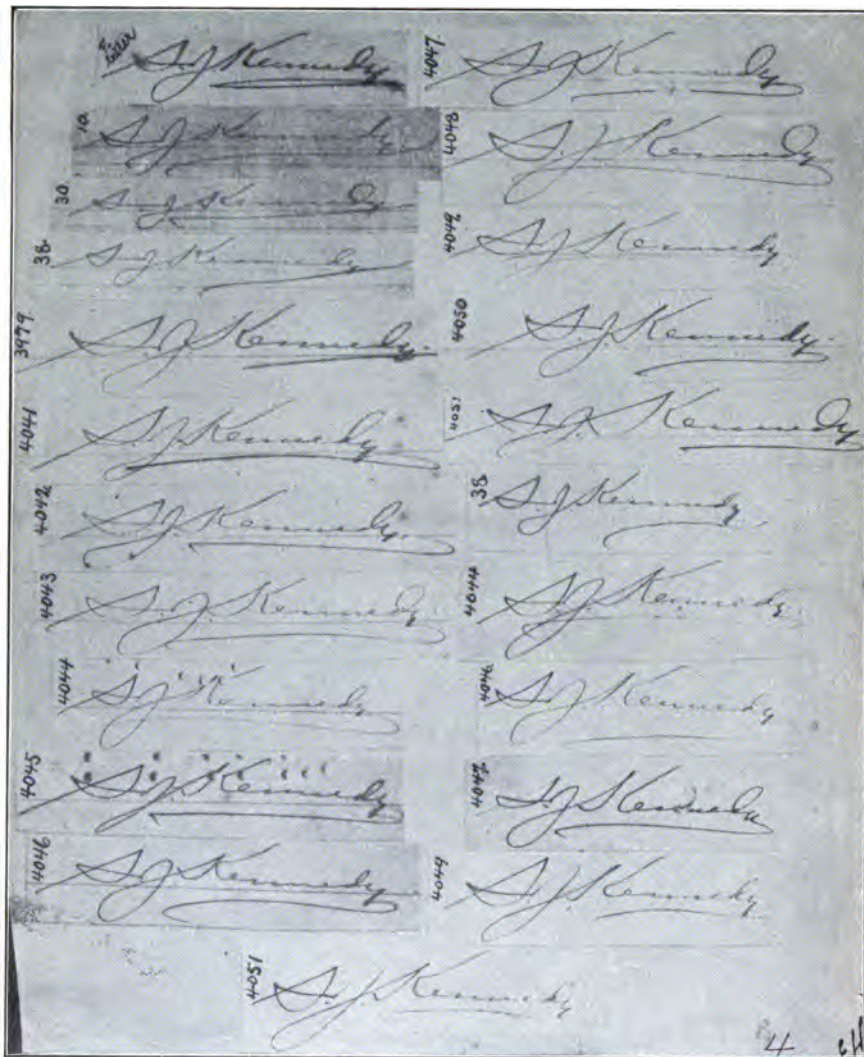 S.J. Kennedy
10. S.J. Kennedy
30. S.J. Kennedy
38. S.J. Kennedy
3979. S.J. Kennedy.
4041 S.J. Kennedy
4042 S.J. Kennedy.
4043 S.J. Kennedy.
4044 S.J. Kennedy
4045 S.J. Kennedy
4046 S.J. Kennedy
S.J. Kennedy
4048 S.J. Kennedy
4049 S.J. Kennedy
4050 S.J. Kennedy.
4051 S.J. Kennedy
38 S.J. Kennedy
4044 S.J. Kennedy.
4046 S.J. Kennedy
4047 S.J. Kennedy
4049 S.J. Kennedy
4051 S.J. Kennedy
4